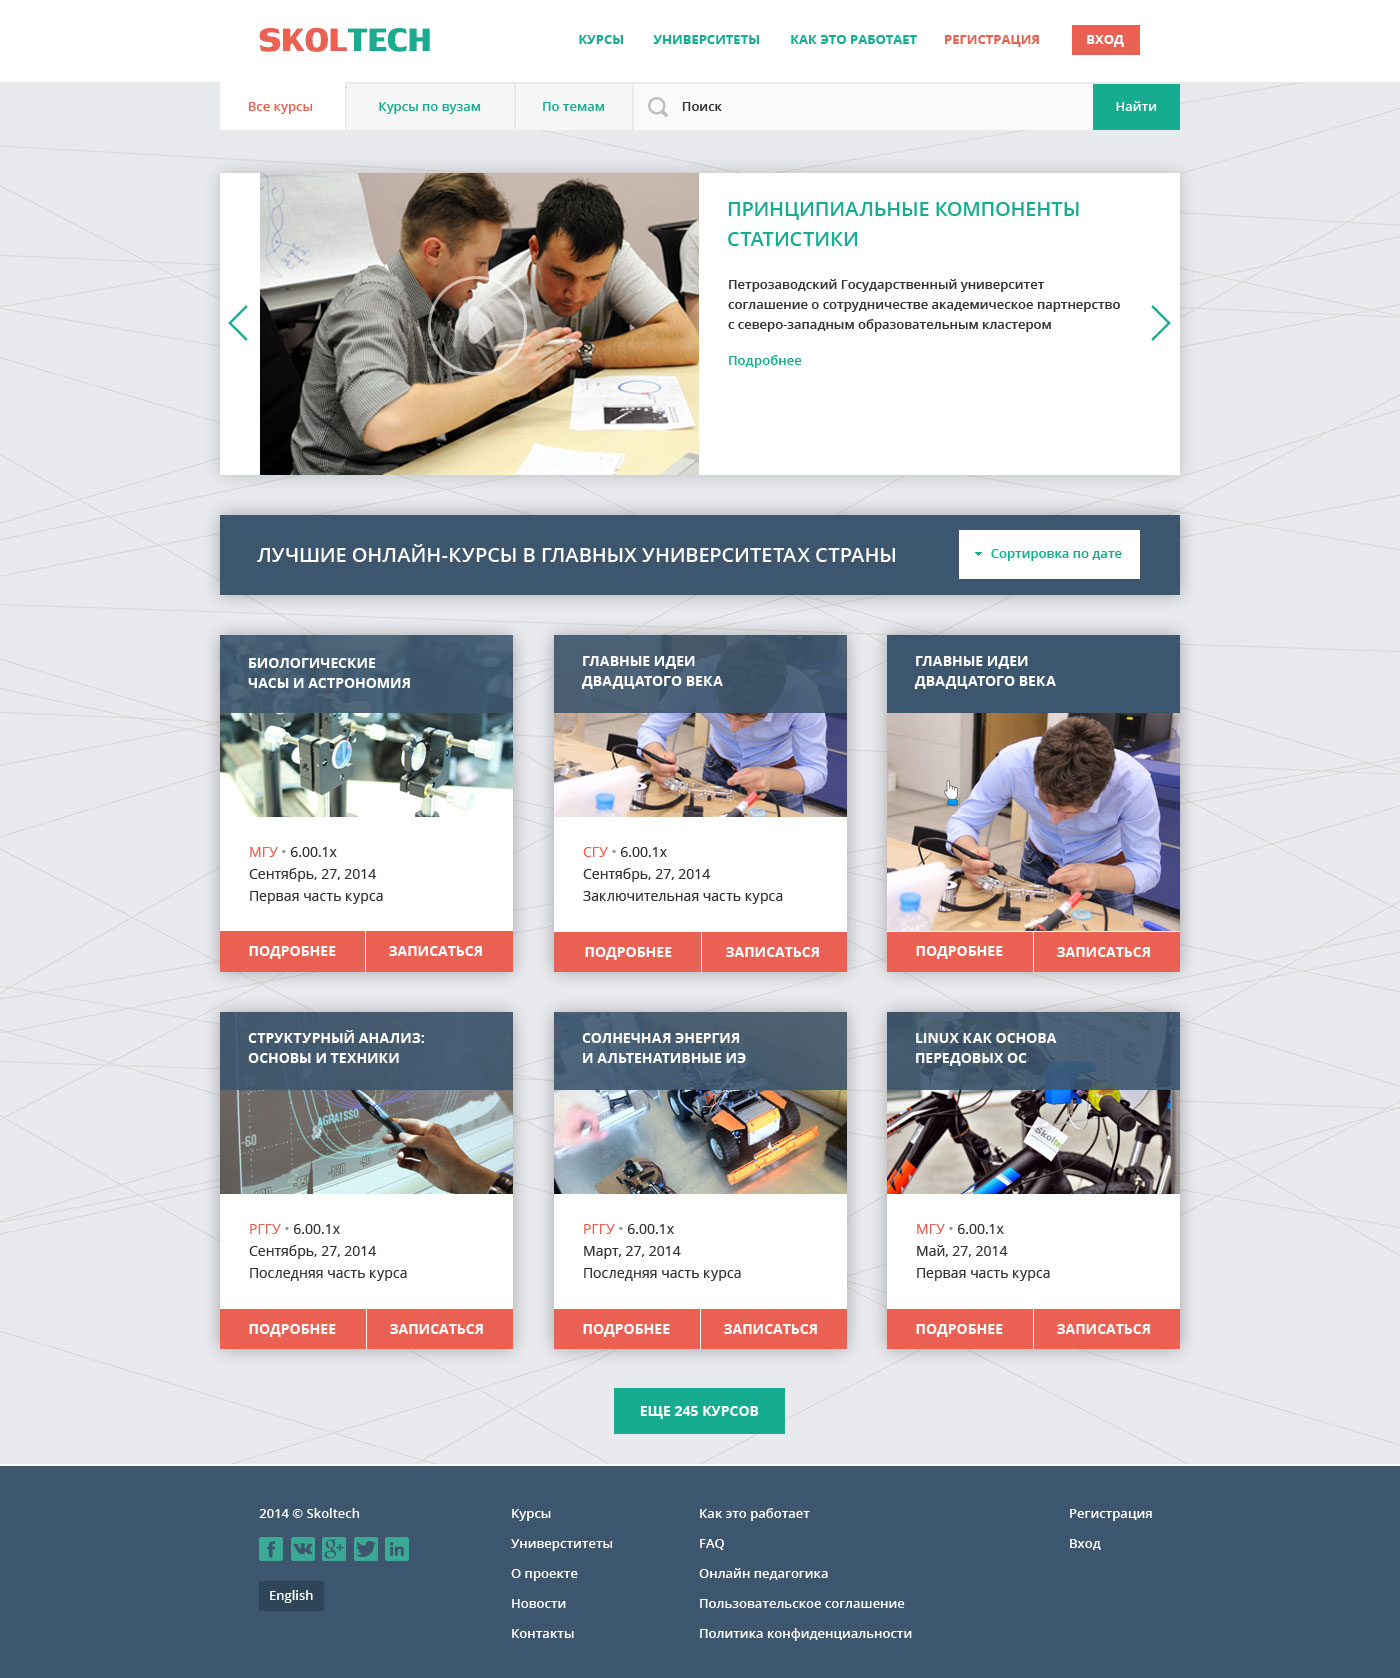 SKOLTECH
КУРСЫ
УНИВЕРСИТЕТЫ
КАК ЭТО РАБОТАЕТ
РЕГИСТРАЦИЯ
ВХОД
Все курсы
Курсы по вузам
По темам
Поиск
Найти
ПРИНЦИПИАЛЬНЫЕ КОМПОНЕНТЫ
СТАТИСТИКИ
Петрозаводский Государственный университет
соглашение о сотрудничестве академическое партнерство
с северо-западным образовательным кластером
Подробнее
ЛУЧШИЕ ОНЛАЙН-КУРСЫ В ГЛАВНЫХ УНИВЕРСИТЕТАХ СТРАНЫ
Сортировка по дате
БИОЛОГИЧЕСКИЕ
ЧАСЫ И АСТРОНОМИЯ
МГУ • 6.00.1x
Сентябрь, 27, 2014
Первая часть курса
ПОДРОБНЕЕ
ЗАПИСАТЬСЯ
ГЛАВНЫЕ ИДЕИ
ДВАДЦАТОГО ВЕКА
СГУ • 6.00.1x
Сентябрь, 27, 2014
Заключительная часть курса
ПОДРОБНЕЕ
ЗАПИСАТЬСЯ
ГЛАВНЫЕ ИДЕИ
ДВАДЦАТОГО ВЕКА
ПОДРОБНЕЕ
ЗАПИСАТЬСЯ
СТРУКТУРНЫЙ АНАЛИЗ:
ОСНОВЫ И ТЕХНИКИ
AGRA1SSO
-60
-120
-90
РГГУ • 6.00.1x
Сентябрь, 27, 2014
Последняя часть курса
ПОДРОБНЕЕ
ЗАПИСАТЬСЯ
СОЛНЕЧНАЯ ЭНЕРГИЯ
И АЛЬТЕНАТИВНЫЕ ИЭ
РГГУ • 6.00.1x
Март, 27, 2014
Последняя часть курса
ПОДРОБНЕЕ
ЗАПИСАТЬСЯ
LINUX КАК ОСНОВА
ПЕРЕДОВЫХ ОС
Skoltec
МГУ • 6.00.1x
Май, 27, 2014
Первая часть курса
ПОДРОБНЕЕ
ЗАПИСАТЬСЯ
ЕЩЕ 245 КУРСОВ
2014 © Skoltech
English
Курсы
Универститеты
О проекте
Новости
Контакты
Как это работает
FAQ
Онлайн педагогика
Пользовательское соглашение
Политика конфиденциальности
Регистрация
Вход